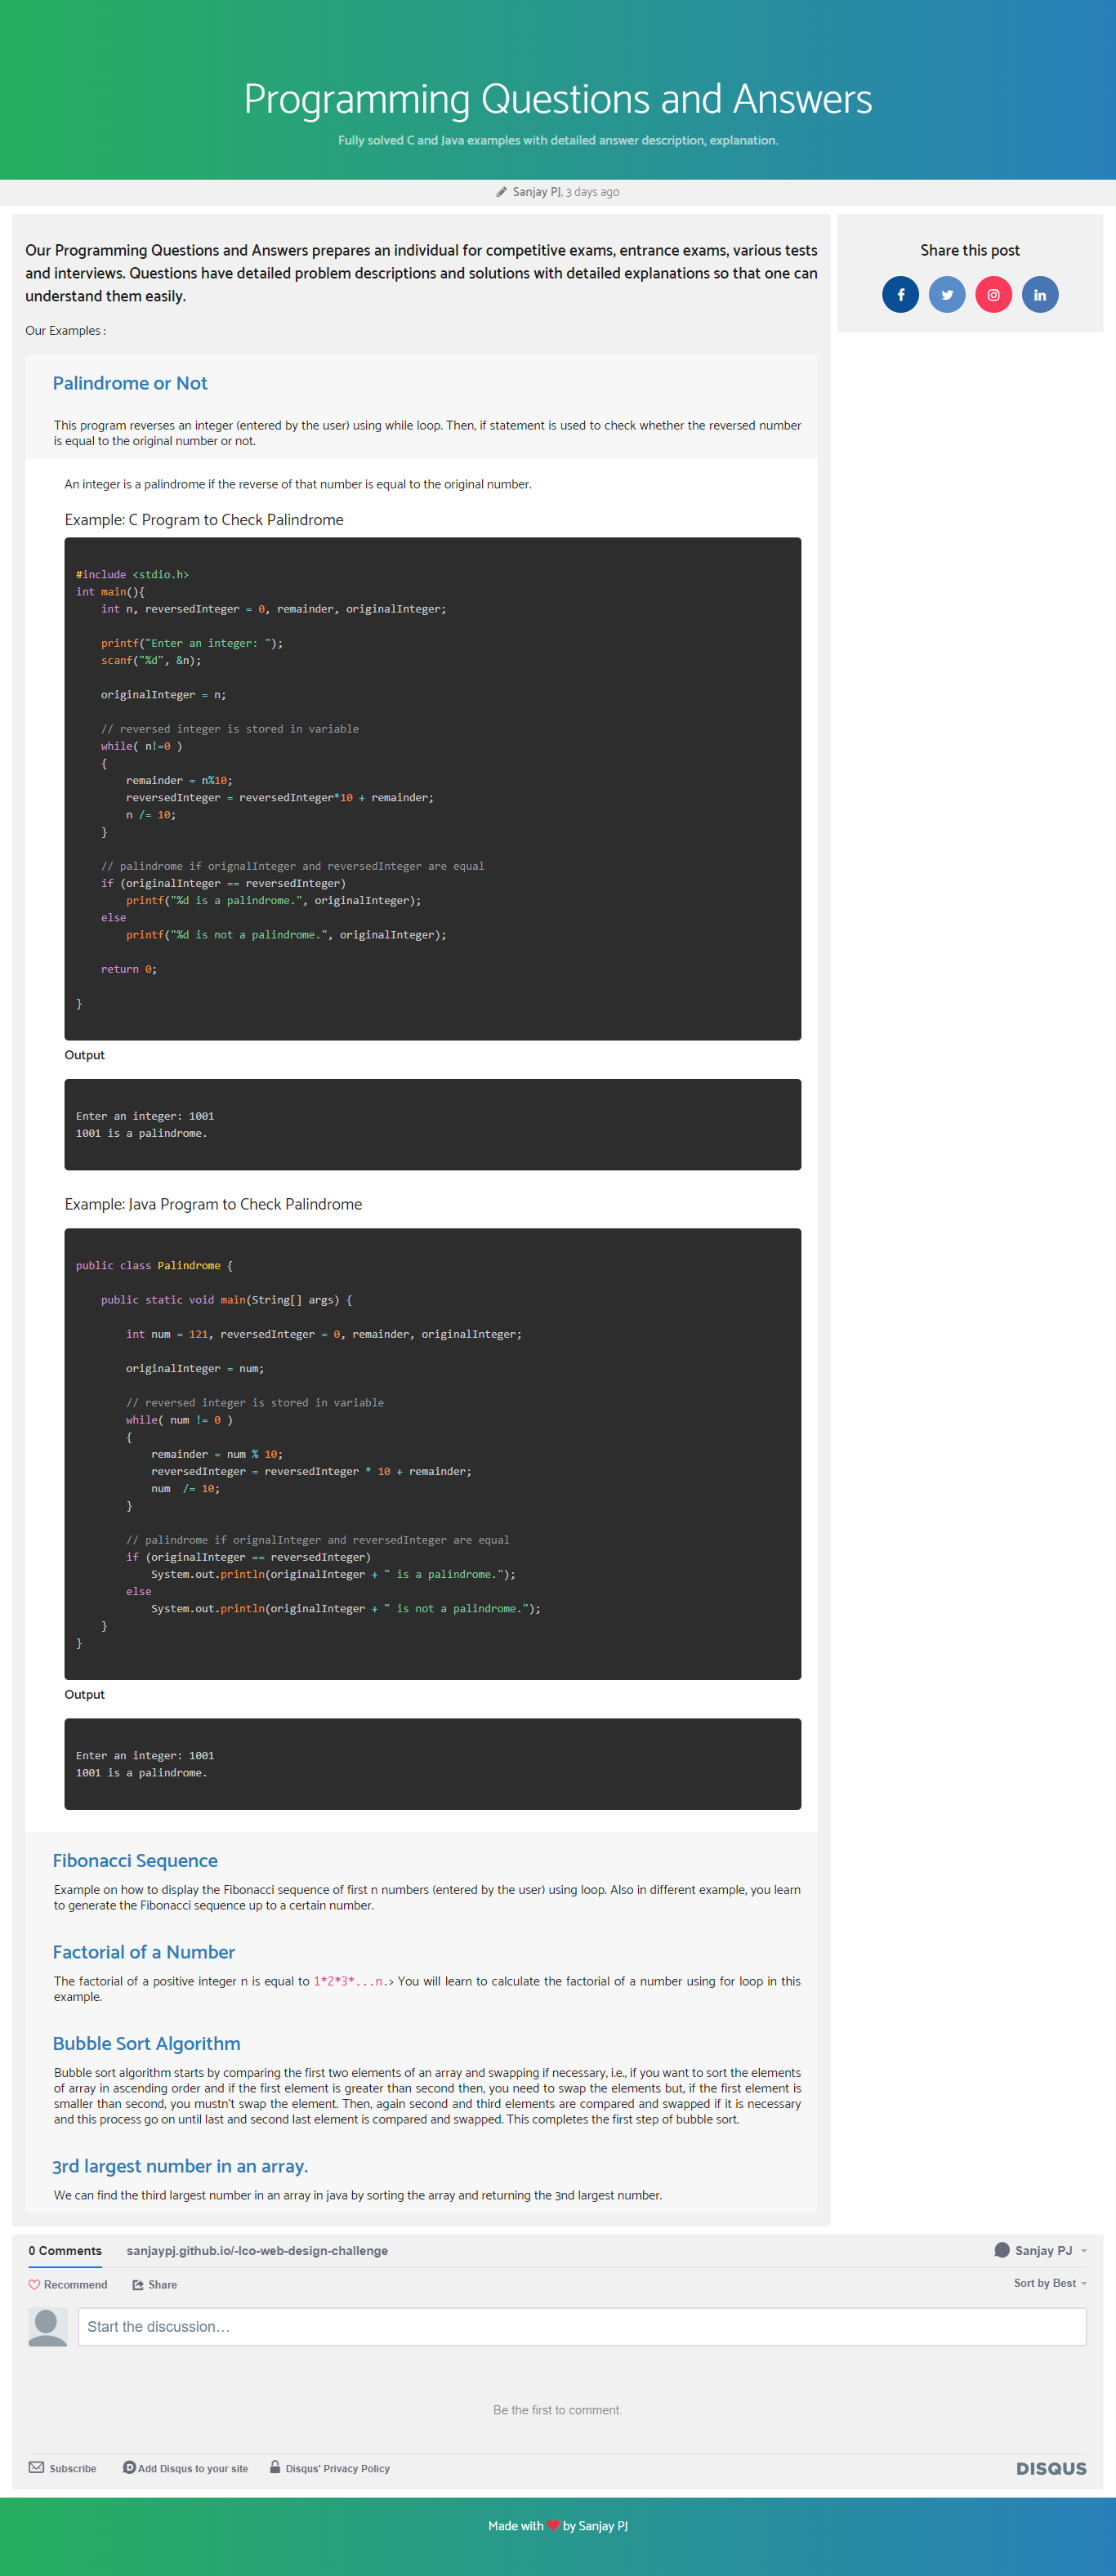 Programming Questions and Answers
Fully solved C and Java examples with detailed answer description, explanation.
Sanjay PJ, 3 days ago
Our Programming Questions and Answers prepares an individual for competitive exams, entrance exams, various tests
and interviews. Questions have detailed problem descriptions and solutions with detailed explanations so that one can
understand them easily.
Our Examples :
Palindrome or Not
This program reverses an integer (entered by the user) using while loop. Then, if statement is used to check whether the reversed number
is equal to the original number or not.
An integer is a palindrome if the reverse of that number is equal to the original number.
Example: C Program to Check Palindrome
#include <stdio.h>
int main(){
    int n, reversedInteger = 0, remainder, originalInteger;
    printf("Enter an integer: ");
    scanf("%d", &n);
    originalInteger = n;
    // reversed integer is stored in variable
    while( n!=0 )
    {
        remainder = n%10;
        reversedInteger = reversedInteger*10 + remainder;
        n /= 10;
    }
    // palindrome if orignalInteger and reversedInteger are equal
    if (originalInteger == reversedInteger)
        printf("%d is a palindrome.", originalInteger);
    else
        printf("%d is not a palindrome.", originalInteger);
    return 0;
}
Output
Enter an integer: 1001
1001 is a palindrome.
Example: Java Program to Check Palindrome
public class Palindrome {
    public static void main(String[] args) {
        int num = 121, reversedInteger = 0, remainder, originalInteger;
        originalInteger = num;
        // reversed integer is stored in variable
        while( num != 0 )
        {
            remainder = num % 10;
            reversedInteger = reversedInteger * 10 + remainder;
            num  /= 10;
        }
        // palindrome if orignalInteger and reversedInteger are equal
        if (originalInteger == reversedInteger)
            System.out.println(originalInteger + " is a palindrome.");
        else
            System.out.println(originalInteger + " is not a palindrome.");
    }
}
Output
Enter an integer: 1001
1001 is a palindrome.
Fibonacci Sequence
Example on how to display the Fibonacci sequence of first n numbers (entered by the user) using loop. Also in different example, you learn
to generate the Fibonacci sequence up to a certain number.
Factorial of a Number
The factorial of a positive integer n is equal to 1*2*3*...n.> You will learn to calculate the factorial of a number using for loop in this
example.
Bubble Sort Algorithm
Bubble sort algorithm starts by comparing the first two elements of an array and swapping if necessary, i.e., if you want to sort the elements
of array in ascending order and if the first element is greater than second then, you need to swap the elements but, if the first element is
smaller than second, you mustn't swap the element. Then, again second and third elements are compared and swapped if it is necessary
and this process go on until last and second last element is compared and swapped. This completes the first step of bubble sort.
3rd largest number in an array.
We can find the third largest number in an array in java by sorting the array and returning the 3nd largest number.
Share this post
0 Comments sanjaypj.github.io/-lco-web-design-challenge Sanjay PJ
Recommend Share Sort by Best
Start the discussion…
Be the first to comment.
Subscribe D Add Disqus to your site Disqus' Privacy Policy DISQUS
Made with ❤ by Sanjay PJ